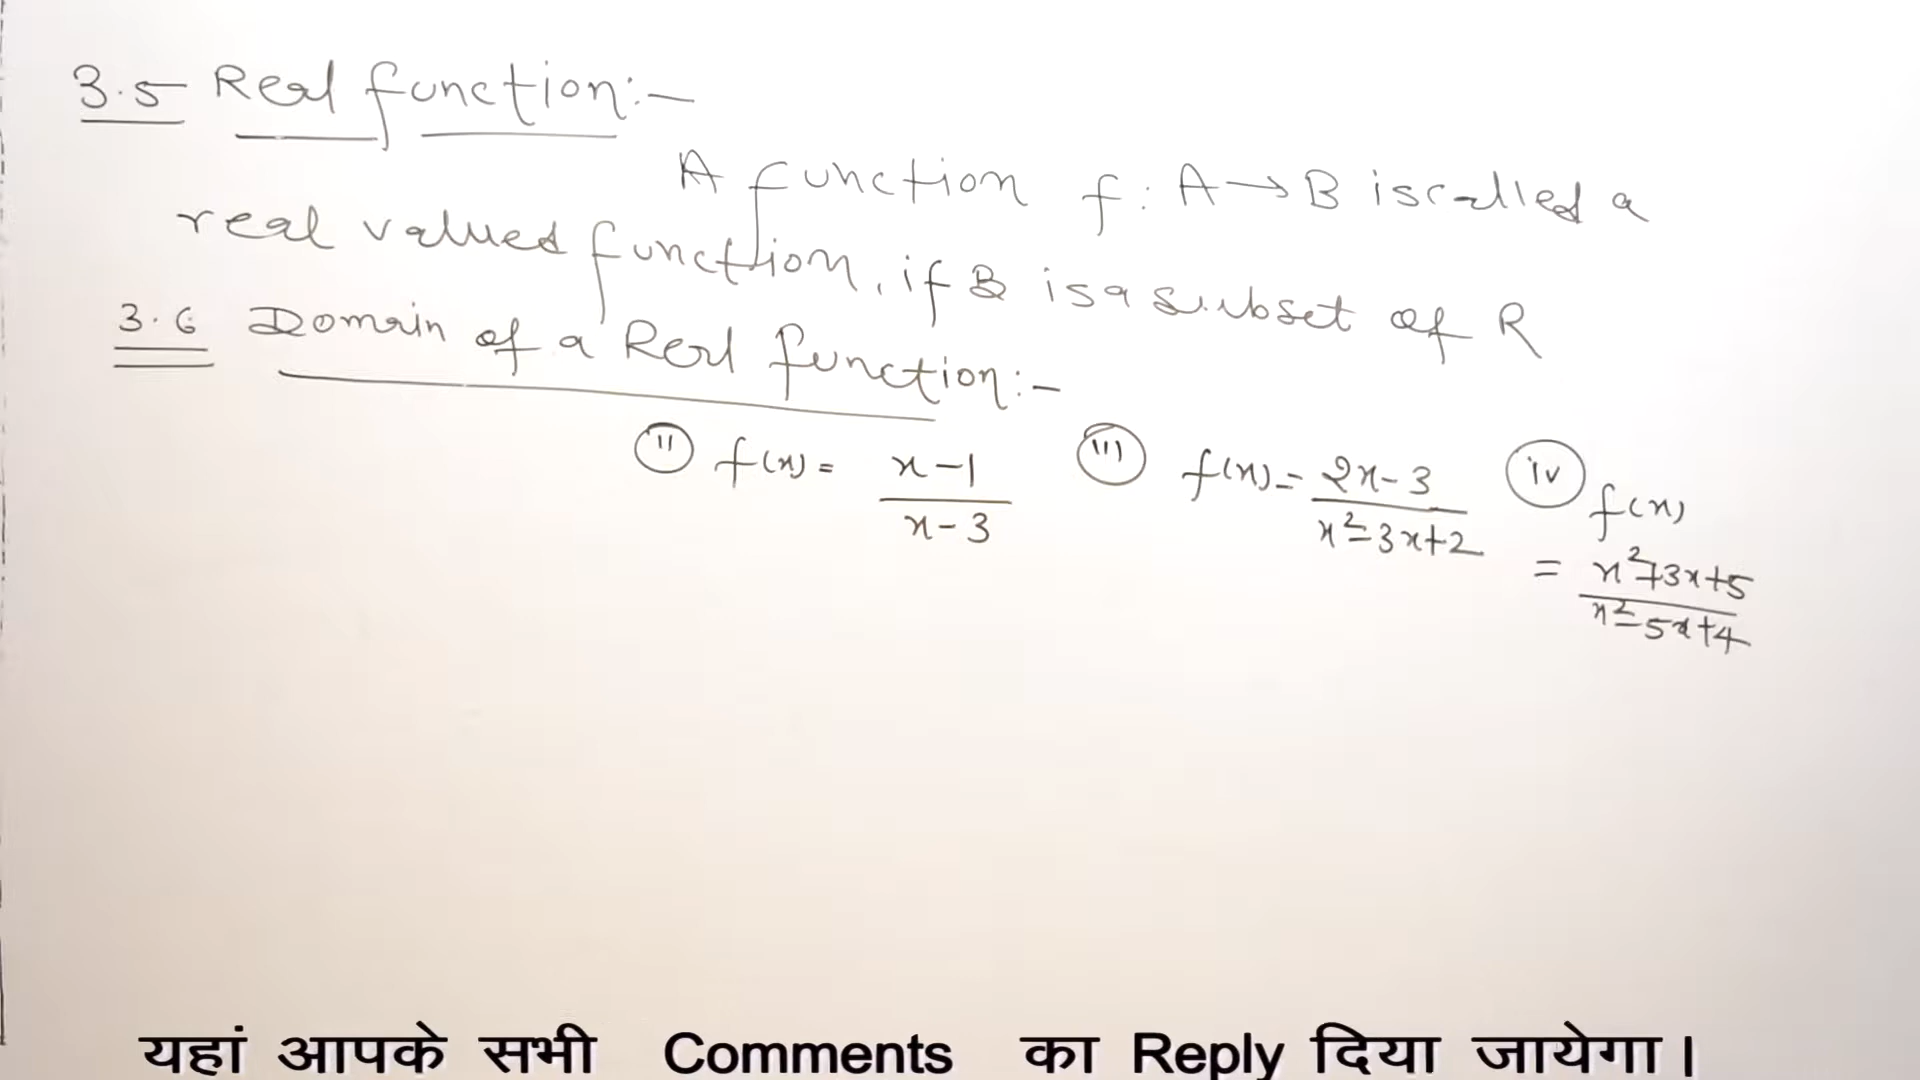 3.5 Real function:-
A function f: A→B is called a
real valued function, if B is a subset of R
3.6 Domain of a Real function:-
(ii) f(x) = x-1 / x-3 (iii) f(x) = 2x-3 / x²-3x+2 (iv) f(x)
= x²+3x+5 / x²-5x+4
यहां आपके सभी Comments का Reply दिया जायेगा।